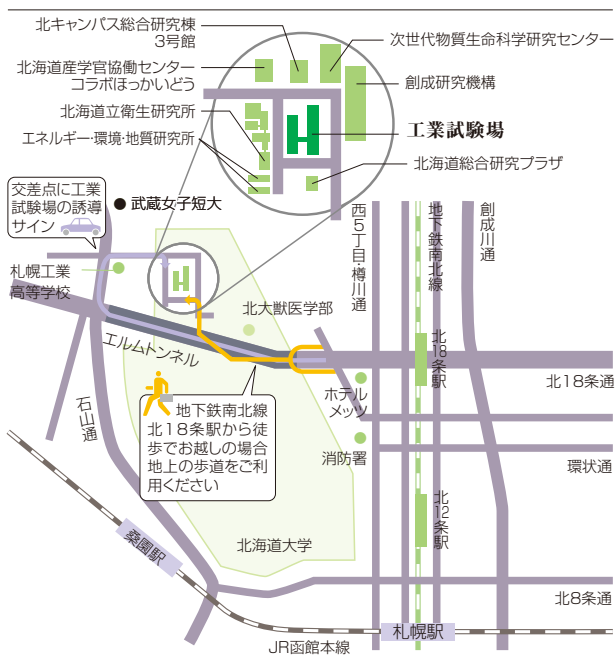 北キャンパス総合研究棟
3号館
次世代物質生命科学研究センター
北海道産学官協働センター
コラボほっかいどう
創成研究機構
北海道立衛生研究所
工業試験場
エネルギー・環境・地質研究所
北海道総合研究プラザ
交差点に工業
試験場の誘導
サイン
● 武蔵女子短大
西5丁目・樽川通
地下鉄南北線
創成川通
札幌工業
高等学校
北大獣医学部
エルムトンネル
北18条駅
北18条通
ホテル
メッツ
地下鉄南北線
北18条駅から徒
歩でお越しの場合
地上の歩道をご利
用ください
石山通
消防署
環状通
北12条駅
桑園駅
北海道大学
北8条通
札幌駅
JR函館本線